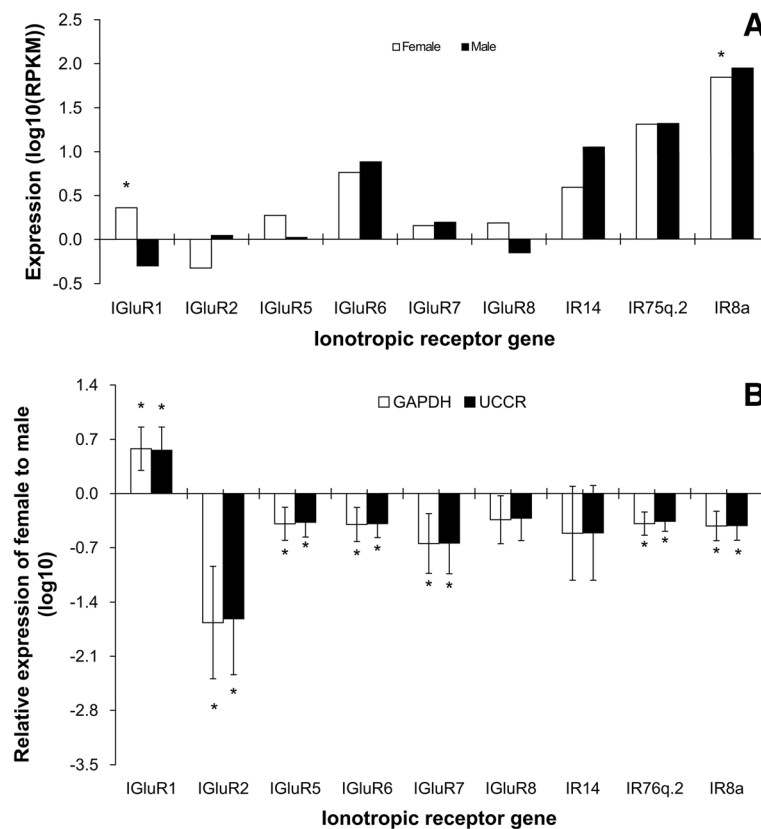 A
Female Male
Expression (log10(RPKM))
2.5
2.0
1.5
1.0
0.5
0.0
-0.5
*
*
IGluR1 IGluR2 IGluR5 IGluR6 IGluR7 IGluR8 IR14 IR75q.2 IR8a
Ionotropic receptor gene
B
GAPDH UCCR
Relative expression of female to male
(log10)
1.4
0.7
0.0
-0.7
-1.4
-2.1
-2.8
-3.5
* *
* *
* *
* *
* *
* *
* *
IGluR1 IGluR2 IGluR5 IGluR6 IGluR7 IGluR8 IR14 IR76q.2 IR8a
Ionotropic receptor gene